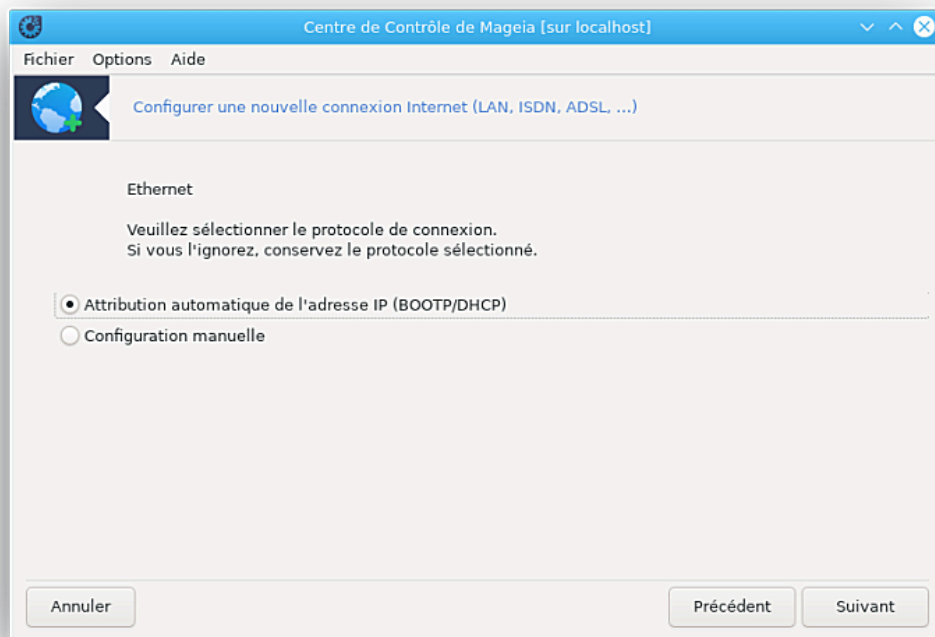 Centre de Contrôle de Mageia [sur localhost]
Fichier Options Aide
Configurer une nouvelle connexion Internet (LAN, ISDN, ADSL, ...)
Ethernet
Veuillez sélectionner le protocole de connexion.
Si vous l'ignorez, conservez le protocole sélectionné.
Attribution automatique de l'adresse IP (BOOTP/DHCP)
Configuration manuelle
Annuler Précédent Suivant